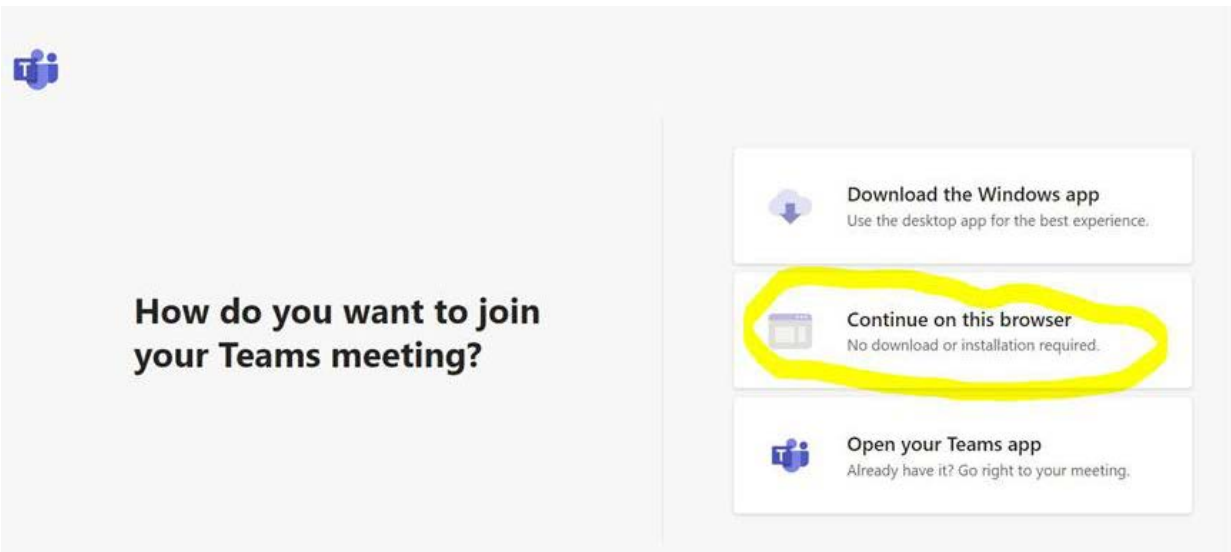 How do you want to join
your Teams meeting?
Download the Windows app
Use the desktop app for the best experience.
Continue on this browser
No download or installation required.
Open your Teams app
Already have it? Go right to your meeting.